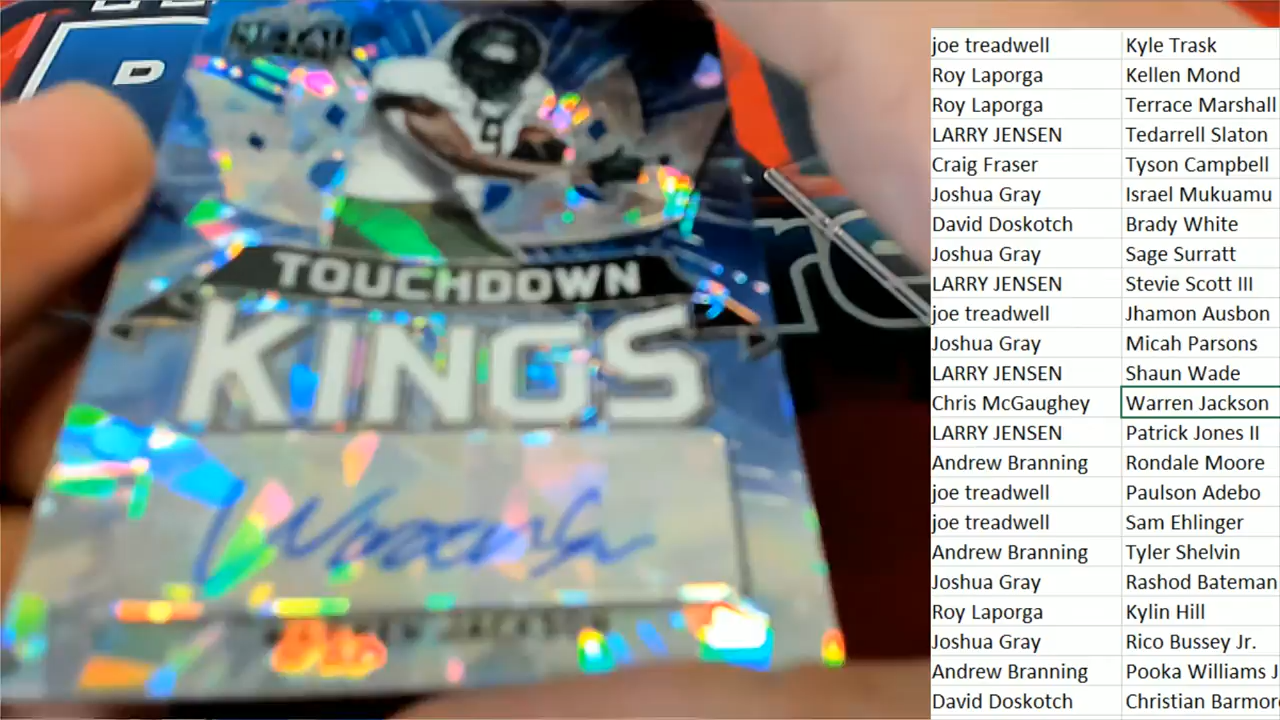 TOUCHDOWN
KINGS
JACKSON
joe treadwell Kyle Trask
Roy Laporga Kellen Mond
Roy Laporga Terrace Marshall
LARRY JENSEN Tedarrell Slaton
Craig Fraser Tyson Campbell
Joshua Gray Israel Mukuamu
David Doskotch Brady White
Joshua Gray Sage Surratt
LARRY JENSEN Stevie Scott III
joe treadwell Jhamon Ausbon
Joshua Gray Micah Parsons
LARRY JENSEN Shaun Wade
Chris McGaughey Warren Jackson
LARRY JENSEN Patrick Jones II
Andrew Branning Rondale Moore
joe treadwell Paulson Adebo
joe treadwell Sam Ehlinger
Andrew Branning Tyler Shelvin
Joshua Gray Rashod Bateman
Roy Laporga Kylin Hill
Joshua Gray Rico Bussey Jr.
Andrew Branning Pooka Williams J
David Doskotch Christian Barmor